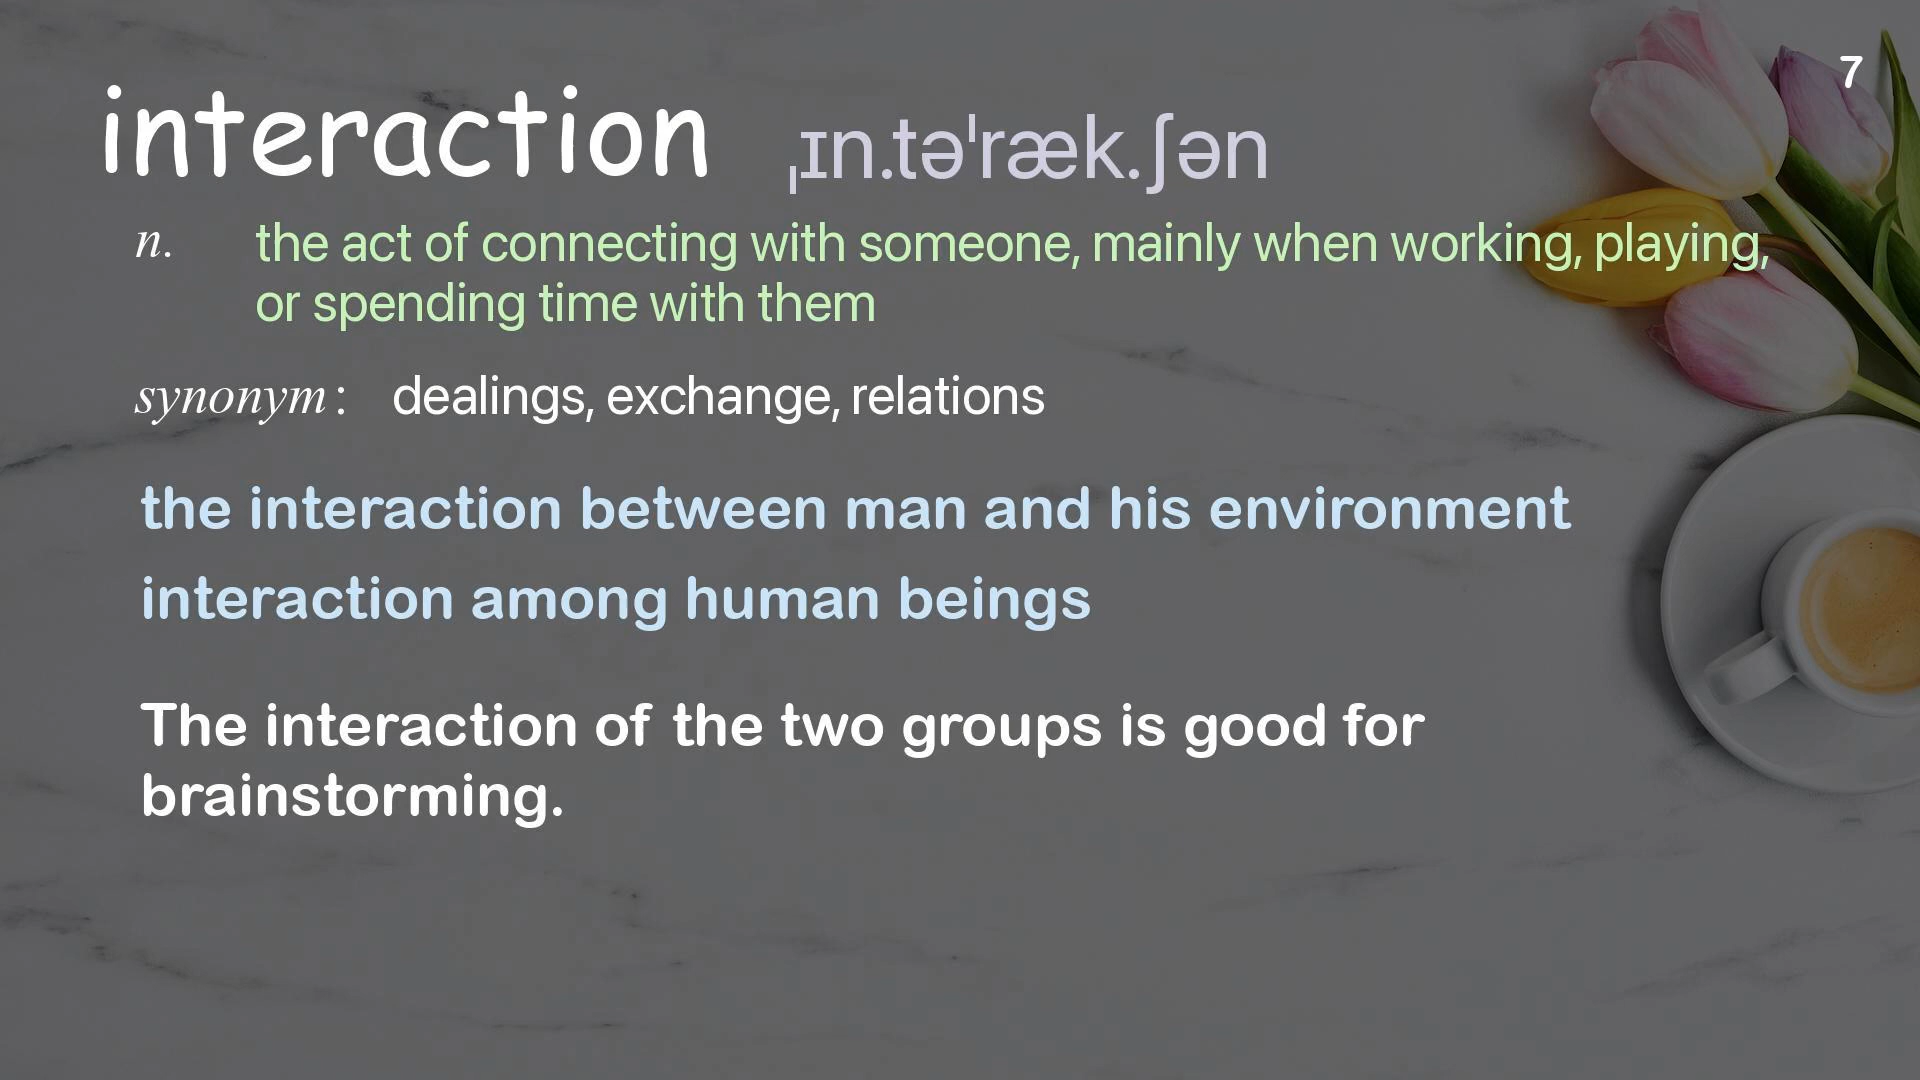 7
interaction ˌɪn.təˈræk.ʃən
n. the act of connecting with someone, mainly when working, playing,
or spending time with them
synonym : dealings, exchange, relations
the interaction between man and his environment
interaction among human beings
The interaction of the two groups is good for
brainstorming.